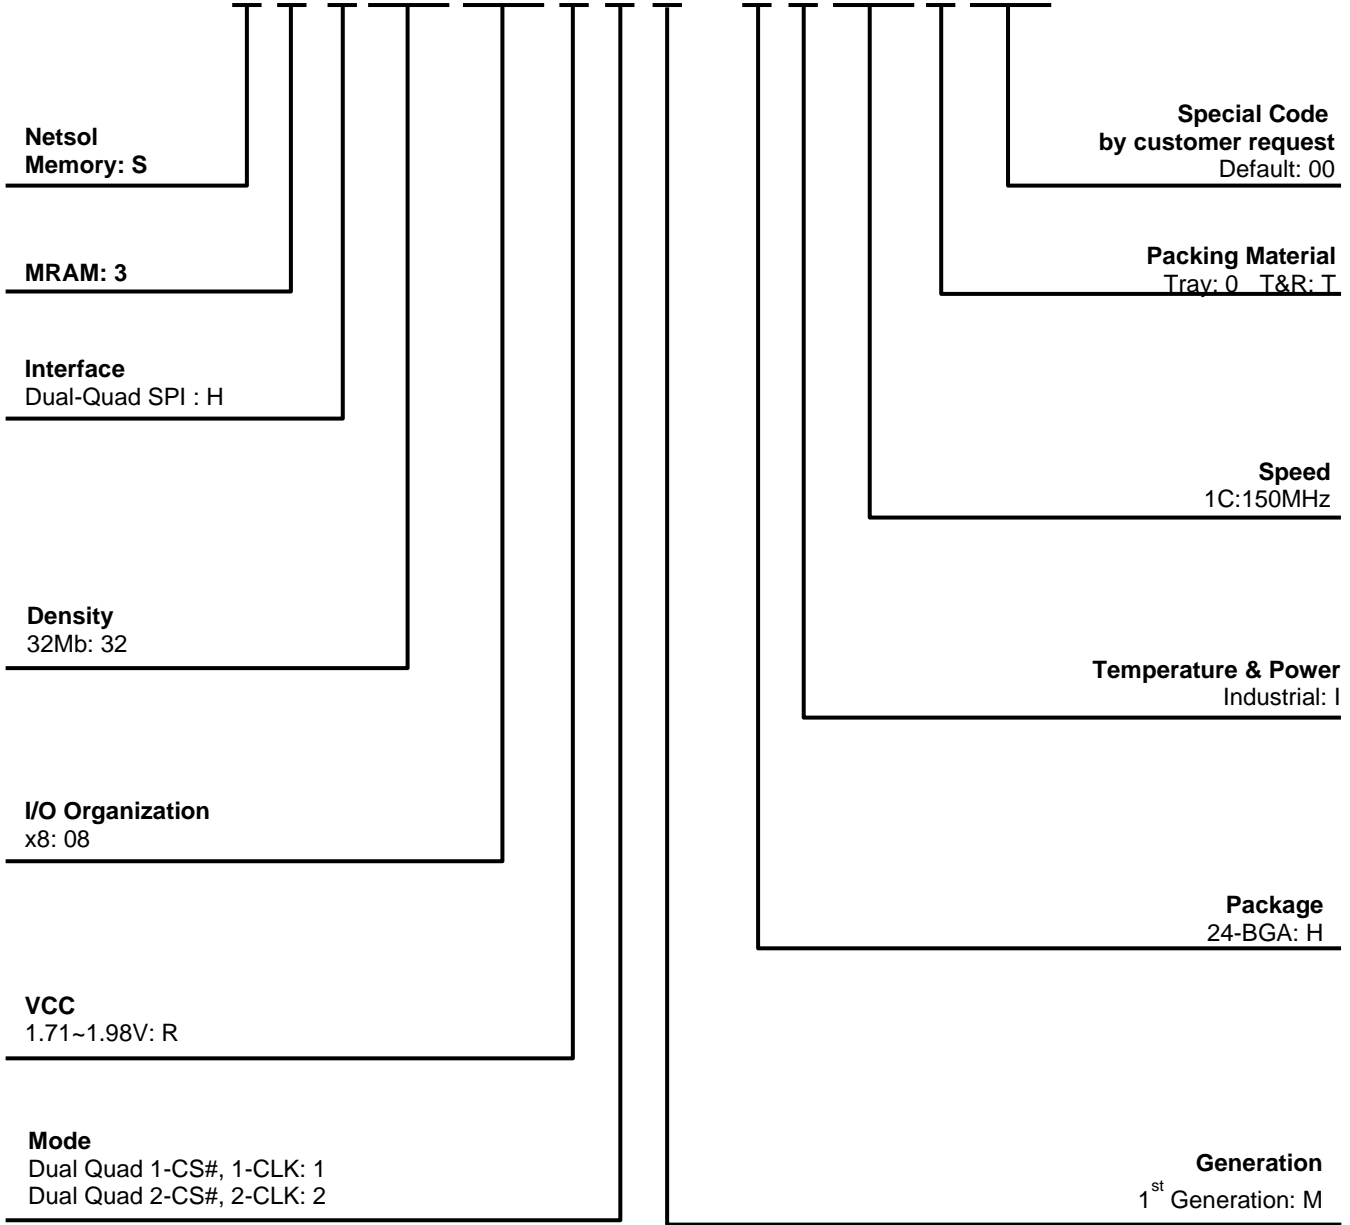 Netsol
Memory: S
MRAM: 3
Interface
Dual-Quad SPI : H
Density
32Mb: 32
I/O Organization
x8: 08
VCC
1.71~1.98V: R
Mode
Dual Quad 1-CS#, 1-CLK: 1
Dual Quad 2-CS#, 2-CLK: 2
Special Code
by customer request
Default: 00
Packing Material
Tray: 0 T&R: T
Speed
1C:150MHz
Temperature & Power
Industrial: I
Package
24-BGA: H
Generation
1st Generation: M